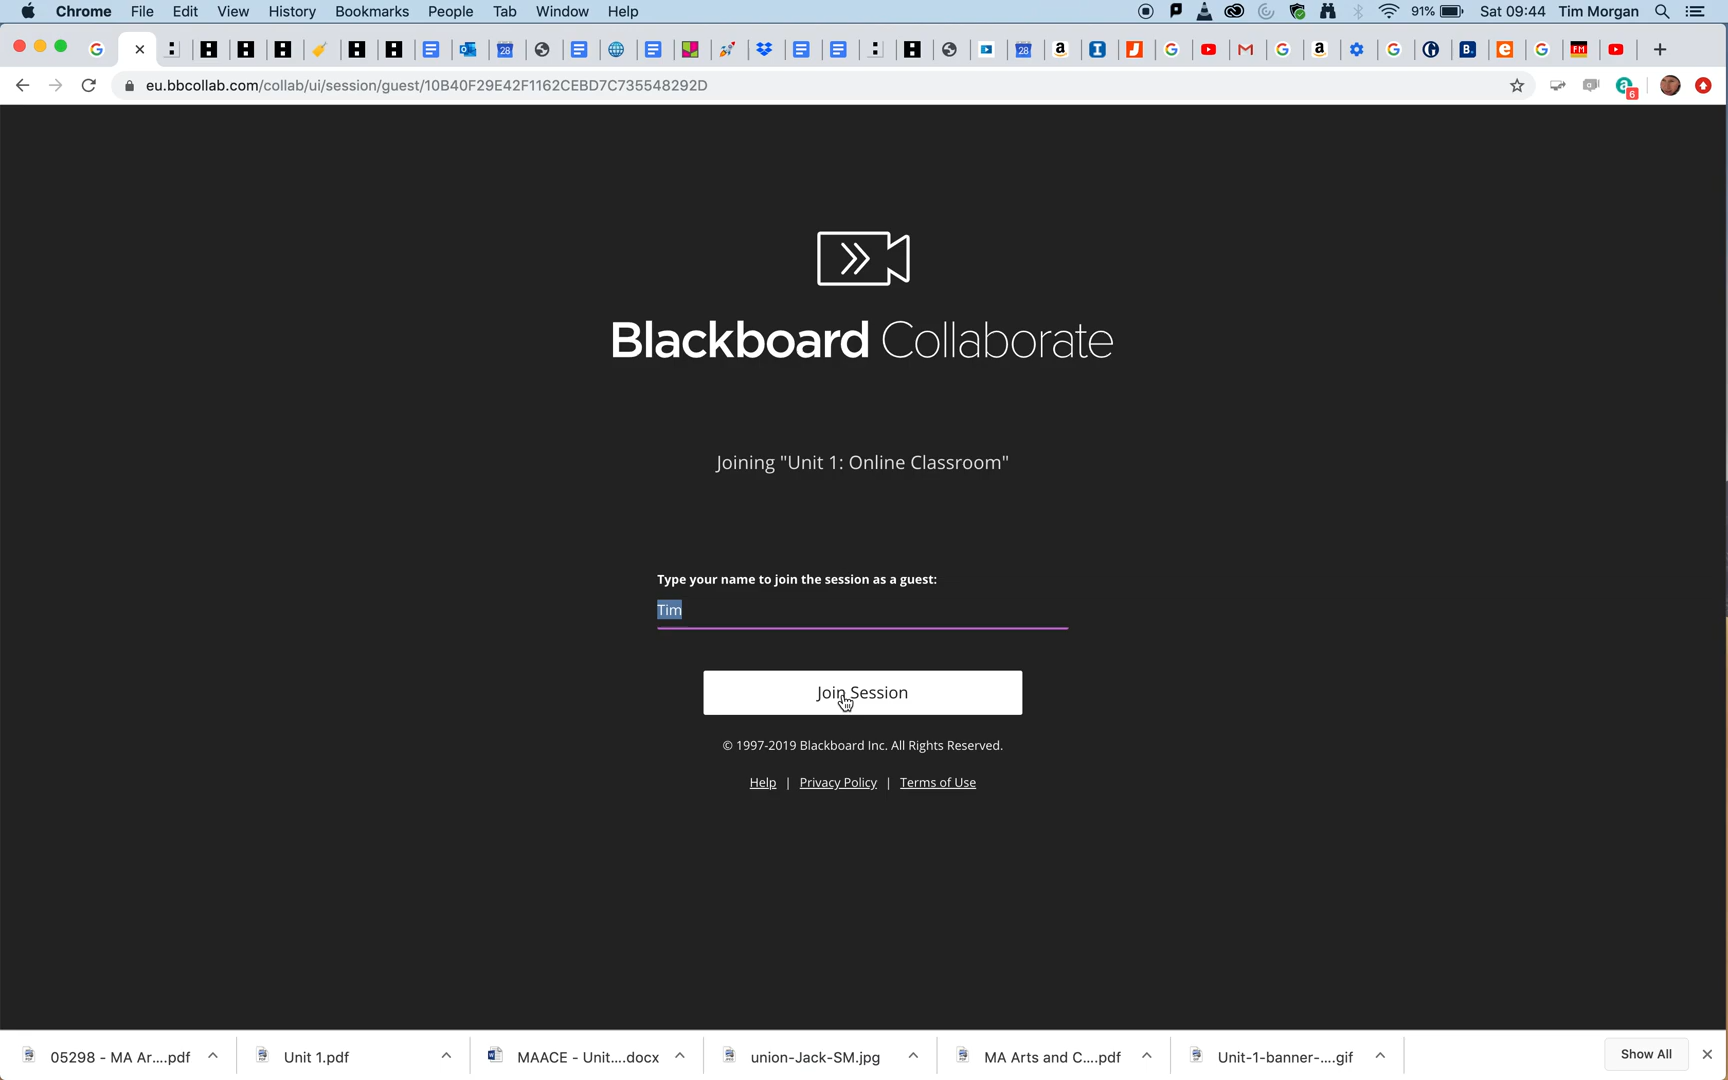 Chrome File Edit View History Bookmarks People Tab Window Help 91% Sat 09:44 Tim Morgan
eu.bbcollab.com/collab/ui/session/guest/10B40F29E42F1162CEBD7C735548292D
6
Blackboard Collaborate
Joining "Unit 1: Online Classroom"
Type your name to join the session as a guest:
Tim
Join Session
© 1997-2019 Blackboard Inc. All Rights Reserved.
Help | Privacy Policy | Terms of Use
05298 - MA Ar....pdf Unit 1.pdf MAACE - Unit....docx union-Jack-SM.jpg MA Arts and C....pdf Unit-1-banner-....gif Show All